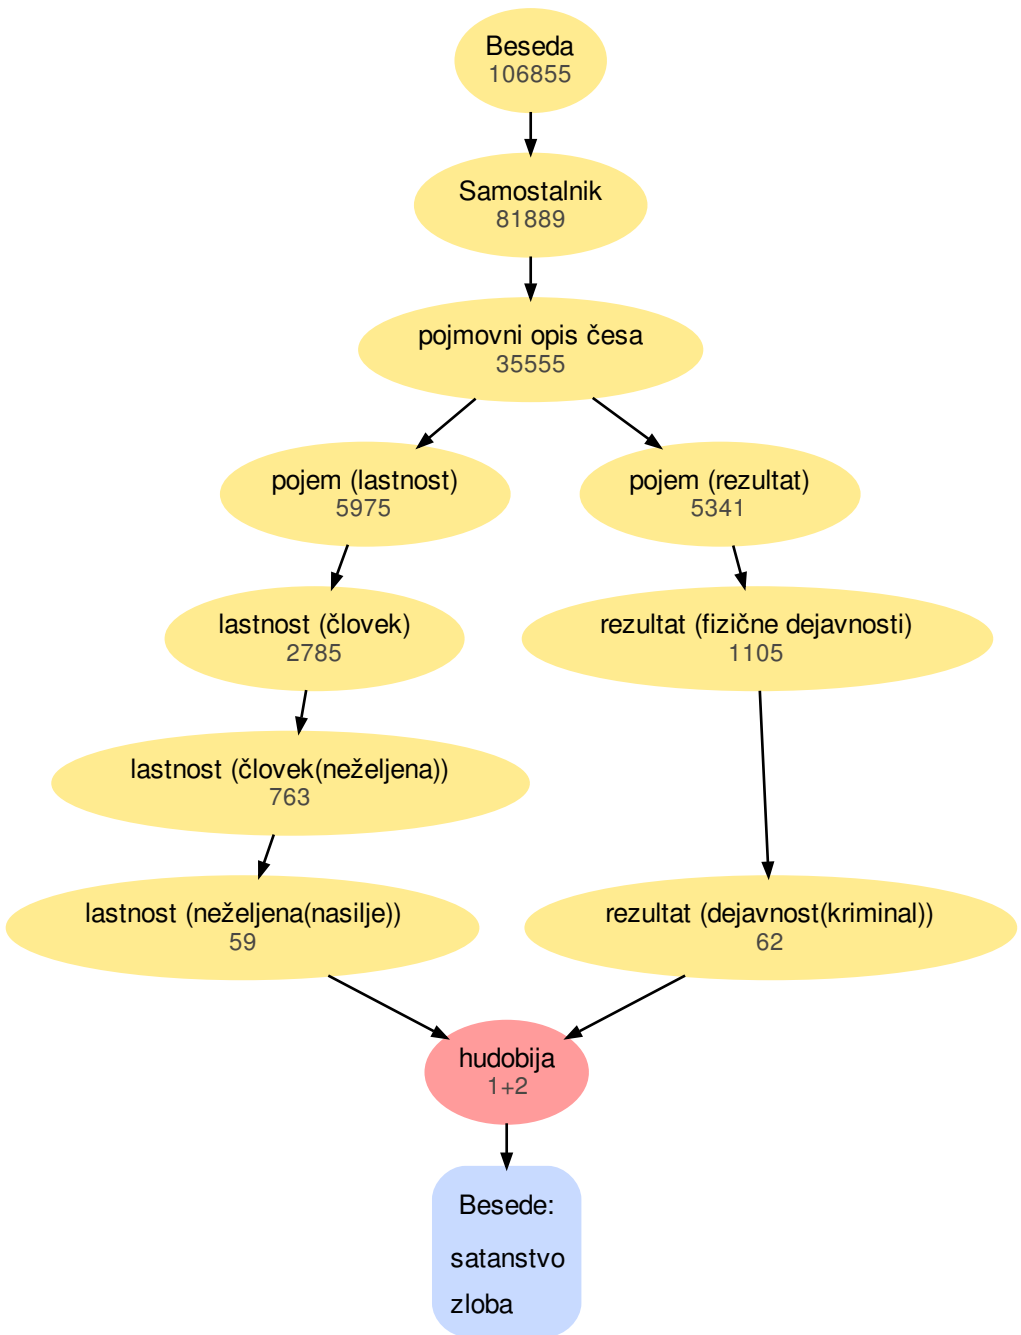 Beseda
106855
Samostalnik
81889
pojmovni opis česa
35555
pojem (lastnost)
5975
pojem (rezultat)
5341
lastnost (človek)
2785
rezultat (fizične dejavnosti)
1105
lastnost (človek(neželjena))
763
lastnost (neželjena(nasilje))
59
rezultat (dejavnost(kriminal))
62
hudobija
1+2
Besede:
satanstvo
zloba